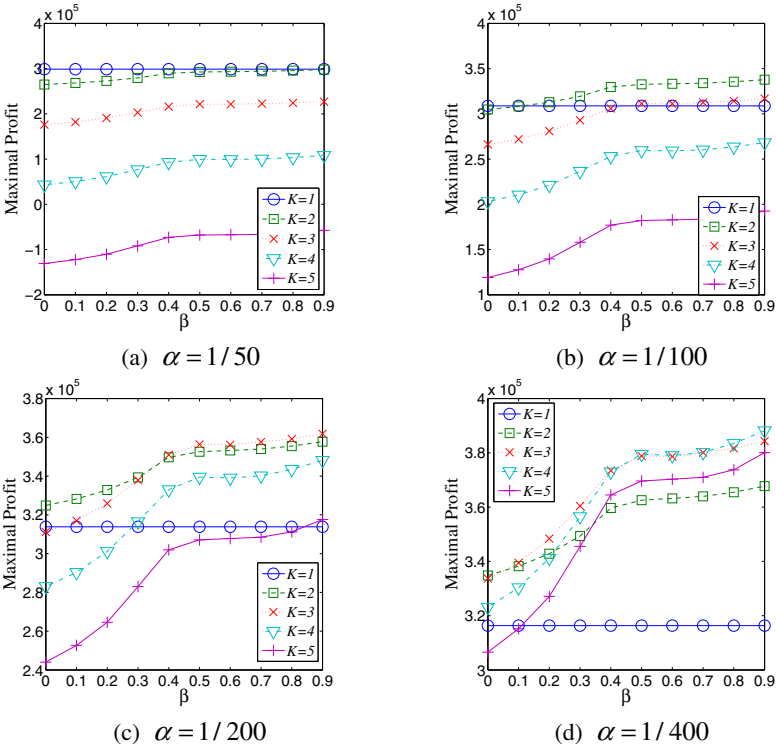 x 10⁵
4
3
2
1
0
−1
−2
Maximal Profit
0 0.1 0.2 0.3 0.4 0.5 0.6 0.7 0.8 0.9
β
K=1
K=2
K=3
K=4
K=5
(a) α = 1/50
x 10⁵
4
3.5
3
2.5
2
1.5
1
Maximal Profit
0 0.1 0.2 0.3 0.4 0.5 0.6 0.7 0.8 0.9
β
K=1
K=2
K=3
K=4
K=5
(b) α = 1/100
x 10⁵
3.8
3.6
3.4
3.2
3
2.8
2.6
2.4
Maximal Profit
0 0.1 0.2 0.3 0.4 0.5 0.6 0.7 0.8 0.9
β
K=1
K=2
K=3
K=4
K=5
(c) α = 1/200
x 10⁵
4
3.8
3.6
3.4
3.2
3
Maximal Profit
0 0.1 0.2 0.3 0.4 0.5 0.6 0.7 0.8 0.9
β
K=1
K=2
K=3
K=4
K=5
(d) α = 1/400